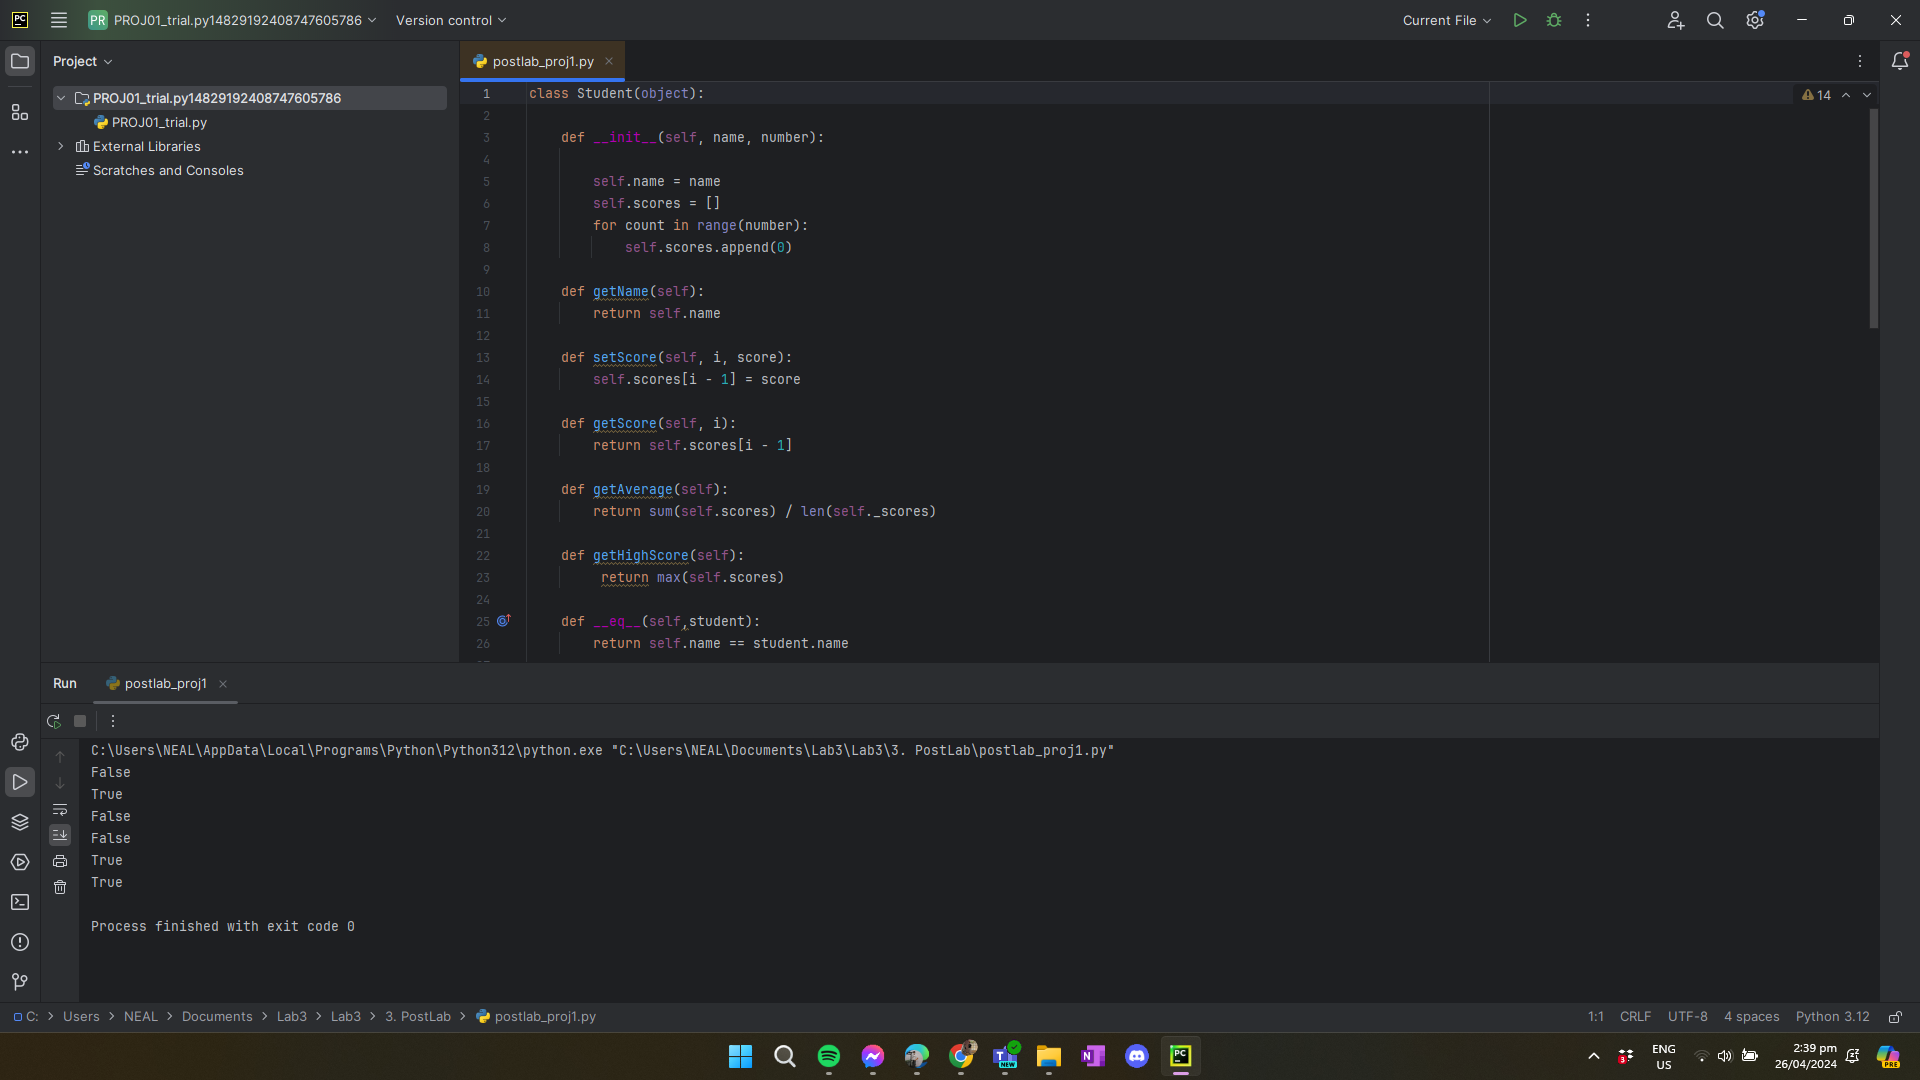 PC
PR PROJ01_trial.py14829192408747605786
Version control
Current File
Project
postlab_proj1.py
PROJ01_trial.py14829192408747605786
PROJ01_trial.py
External Libraries
Scratches and Consoles
14
1 class Student(object):
2
3 def __init__(self, name, number):
4
5 self.name = name
6 self.scores = []
7 for count in range(number):
8 self.scores.append(0)
9
10 def getName(self):
11 return self.name
12
13 def setScore(self, i, score):
14 self.scores[i - 1] = score
15
16 def getScore(self, i):
17 return self.scores[i - 1]
18
19 def getAverage(self):
20 return sum(self.scores) / len(self._scores)
21
22 def getHighScore(self):
23 return max(self.scores)
24
25 def __eq__(self,student):
26 return self.name == student.name
Run
postlab_proj1
C:\Users\NEAL\AppData\Local\Programs\Python\Python312\python.exe "C:\Users\NEAL\Documents\Lab3\Lab3\3. PostLab\postlab_proj1.py"
False
True
False
False
True
True
Process finished with exit code 0
C: > Users > NEAL > Documents > Lab3 > Lab3 > 3. PostLab > postlab_proj1.py
1:1 CRLF UTF-8 4 spaces Python 3.12
ENG
US
2:39 pm
26/04/2024
NEW
PC
3
PRE